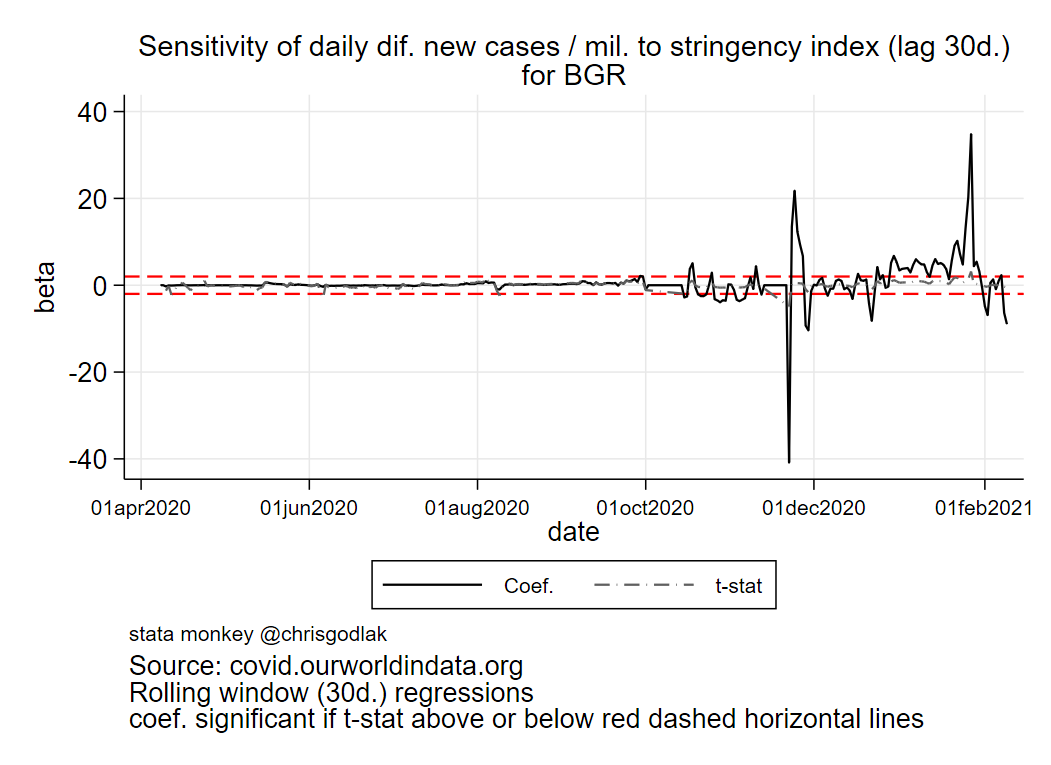 Sensitivity of daily dif. new cases / mil. to stringency index (lag 30d.)
for BGR
40
20
0
-20
-40
beta
01apr2020 01jun2020 01aug2020 01oct2020 01dec2020 01feb2021
date
Coef. t-stat
stata monkey @chrisgodlak
Source: covid.ourworldindata.org
Rolling window (30d.) regressions
coef. significant if t-stat above or below red dashed horizontal lines